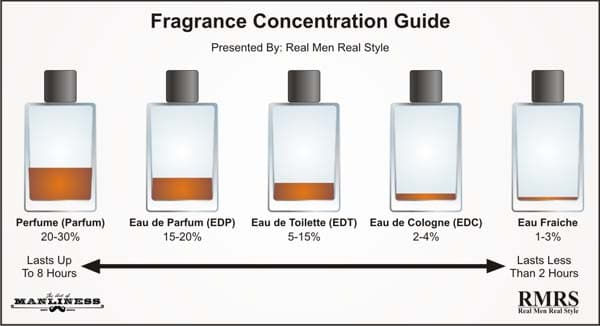 Fragrance Concentration Guide
Presented By: Real Men Real Style
Perfume (Parfum)
20-30%
Eau de Parfum (EDP)
15-20%
Eau de Toilette (EDT)
5-15%
Eau de Cologne (EDC)
2-4%
Eau Fraiche
1-3%
Lasts Up
To 8 Hours
Lasts Less
Than 2 Hours
The Art of
MANLINESS
RMRS
Real Men Real Style